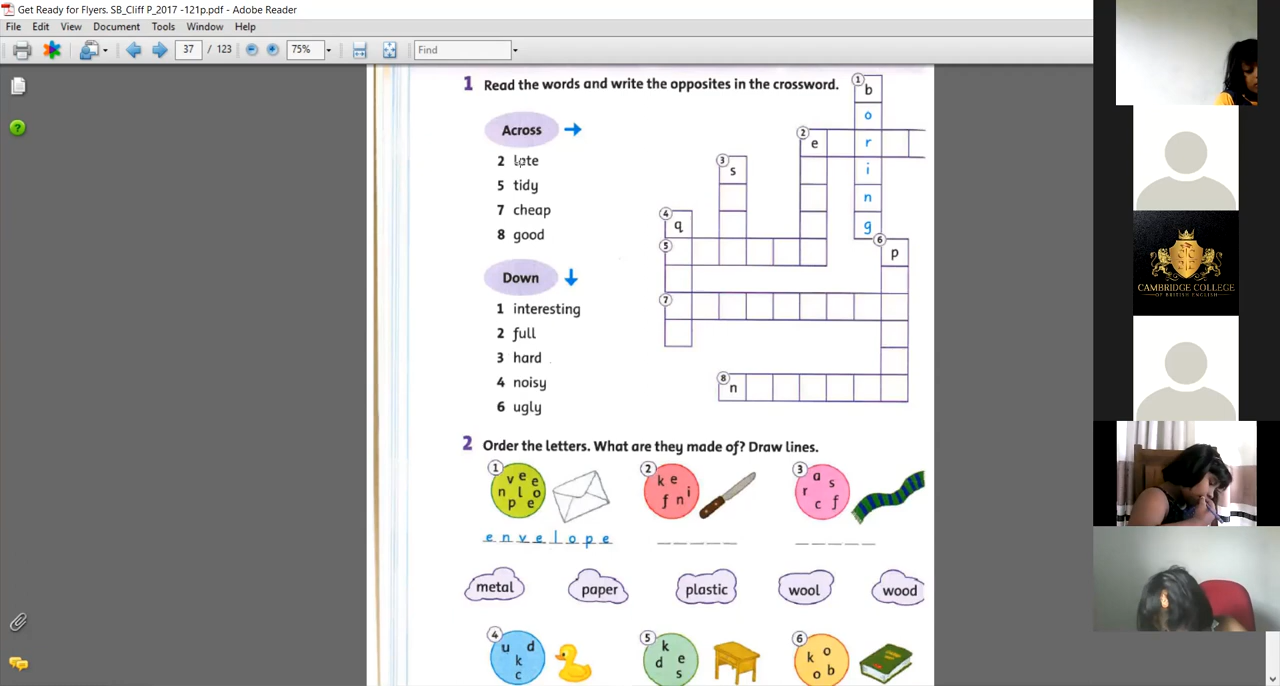 Get Ready for Flyers. SB_Cliff P_2017 -121p.pdf - Adobe Reader
File Edit View Document Tools Window Help
37 / 123 75% Find
1 Read the words and write the opposites in the crossword.
Across
2 late
5 tidy
7 cheap
8 good
Down
1 interesting
2 full
3 hard
4 noisy
6 ugly
1 b
o
2 e r
3 s i
n
4 q g
5
6 p
7
8 n
2 Order the letters. What are they made of? Draw lines.
1 v e e n l o p e
2 k e i f n
3 a s r c f
e n v e l o p e
metal paper plastic wool wood
4 u d k c
5 k d e s
6 o k o b
CAMBRIDGE COLLEGE
OF BRITISH ENGLISH